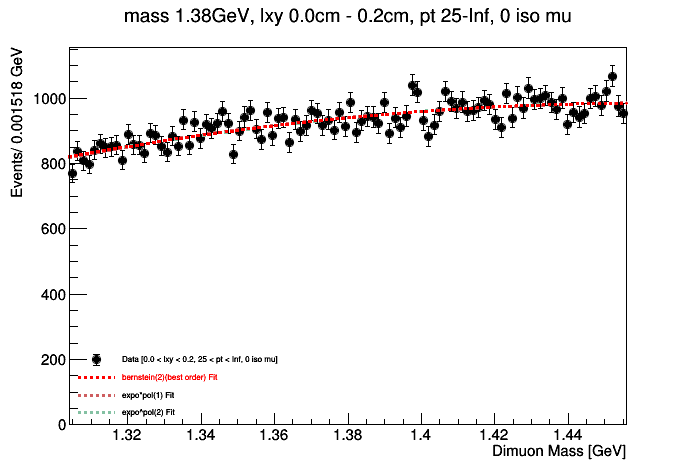 mass 1.38GeV, lxy 0.0cm - 0.2cm, pt 25-Inf, 0 iso mu
Events/ 0.001518 GeV
1000
800
600
400
200
0
Data [0.0 < lxy < 0.2, 25 < pt < Inf, 0 iso mu]
bernstein(2)(best order) Fit
expo*pol(1) Fit
expo^pol(2) Fit
1.32 1.34 1.36 1.38 1.4 1.42 1.44
Dimuon Mass [GeV]